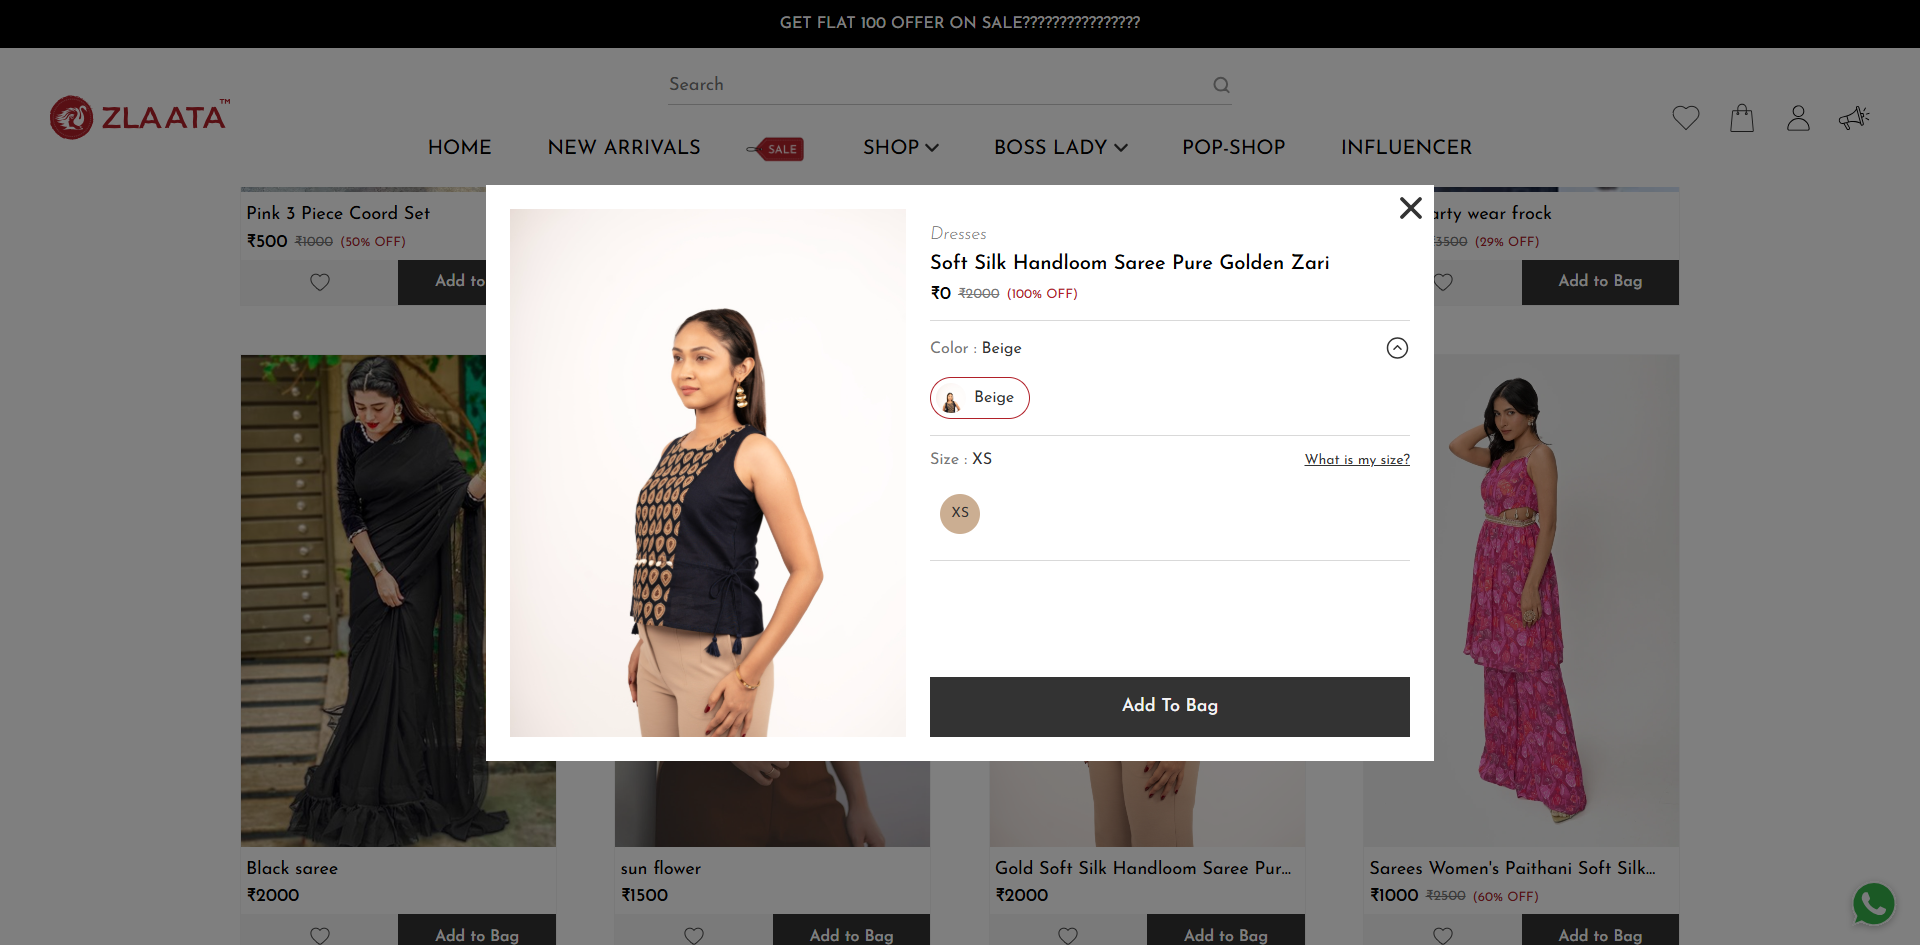 GET FLAT 100 OFFER ON SALE????????????????
Search
ZLAATA™
HOME
NEW ARRIVALS
SALE
SHOP
BOSS LADY
POP-SHOP
INFLUENCER
Pink 3 Piece Coord Set
₹500 ₹1000 (50% OFF)
Add to
arty wear frock
₹3500 (29% OFF)
Add to Bag
Dresses
Soft Silk Handloom Saree Pure Golden Zari
₹0 ₹2000 (100% OFF)
Color : Beige
Beige
Size : XS
What is my size?
XS
Add To Bag
Black saree
₹2000
Add to Bag
sun flower
₹1500
Add to Bag
Gold Soft Silk Handloom Saree Pur...
₹2000
Add to Bag
Sarees Women's Paithani Soft Silk...
₹1000 ₹2500 (60% OFF)
Add to Bag